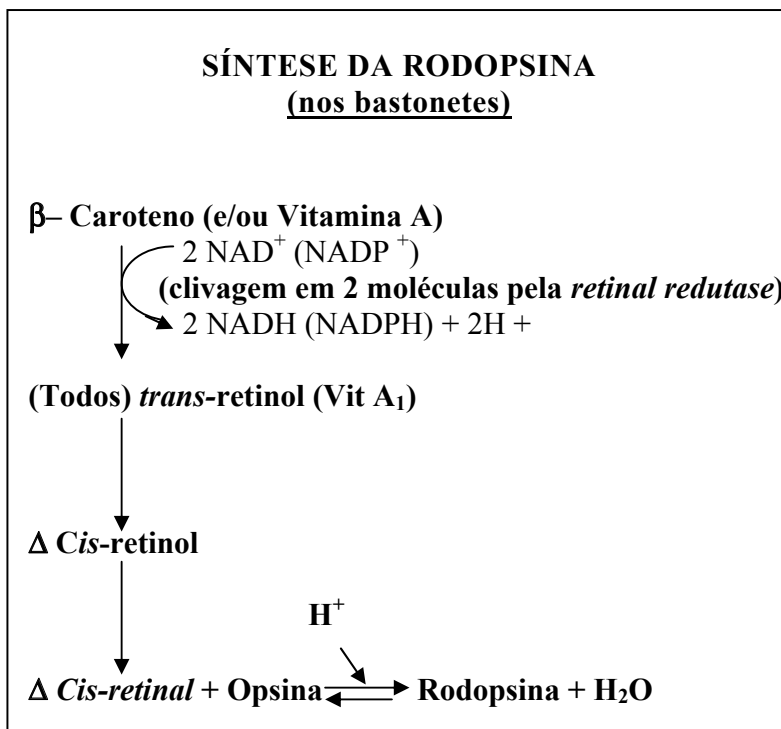 SÍNTESE DA RODOPSINA
(nos bastonetes)
β– Caroteno (e/ou Vitamina A)
2 NAD⁺ (NADP ⁺)
(clivagem em 2 moléculas pela retinal redutase)
2 NADH (NADPH) + 2H +
(Todos) trans-retinol (Vit A₁)
Δ Cis-retinol
H⁺
Δ Cis-retinal + Opsina Rodopsina + H₂O